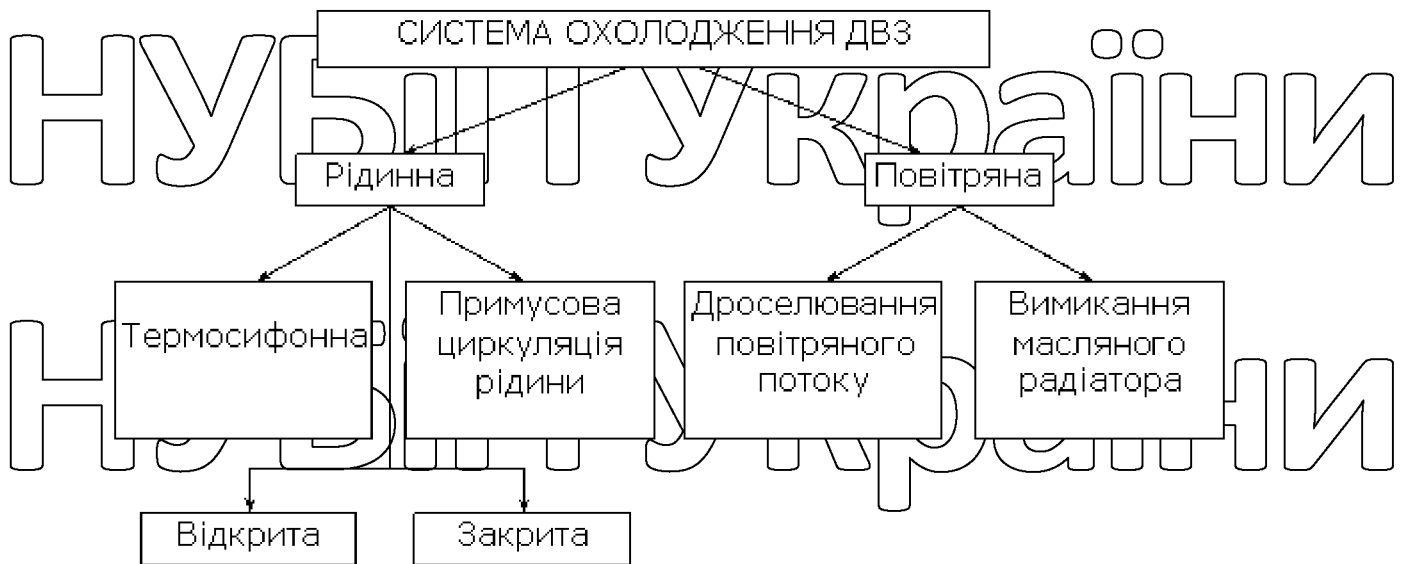 СИСТЕМА ОХОЛОДЖЕННЯ ДВЗ
НУБіП України
Рідинна
Повітряна
Термосифонна
Примусова
циркуляція
рідини
Дроселювання
повітряного
потоку
Вимикання
масляного
радіатора
НУБіП України
Відкрита
Закрита